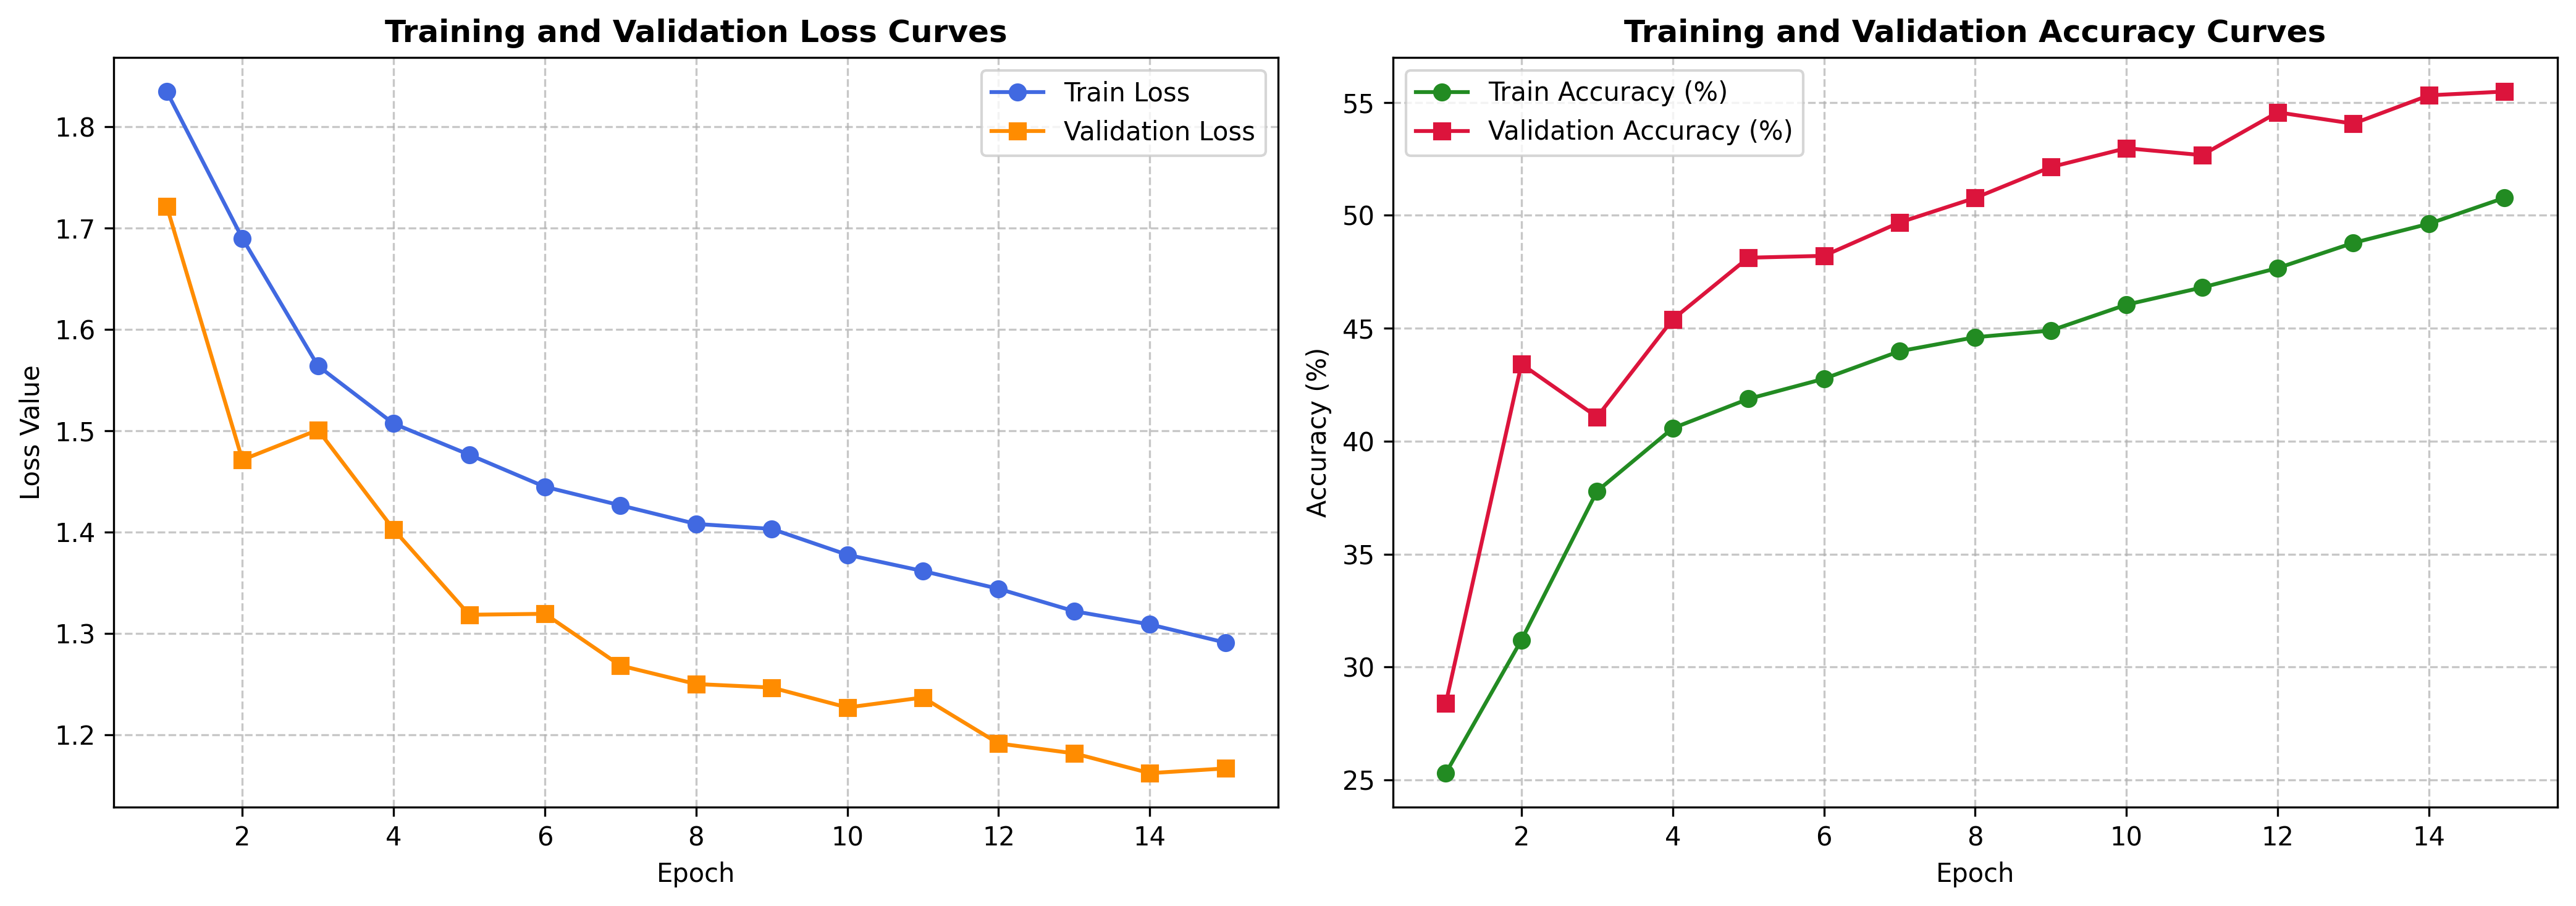 Training and Validation Loss Curves
Train Loss
Validation Loss
1.8
1.7
1.6
1.5
1.4
1.3
1.2
Loss Value
2 4 6 8 10 12 14
Epoch
Training and Validation Accuracy Curves
Train Accuracy (%)
Validation Accuracy (%)
55
50
45
40
35
30
25
Accuracy (%)
2 4 6 8 10 12 14
Epoch